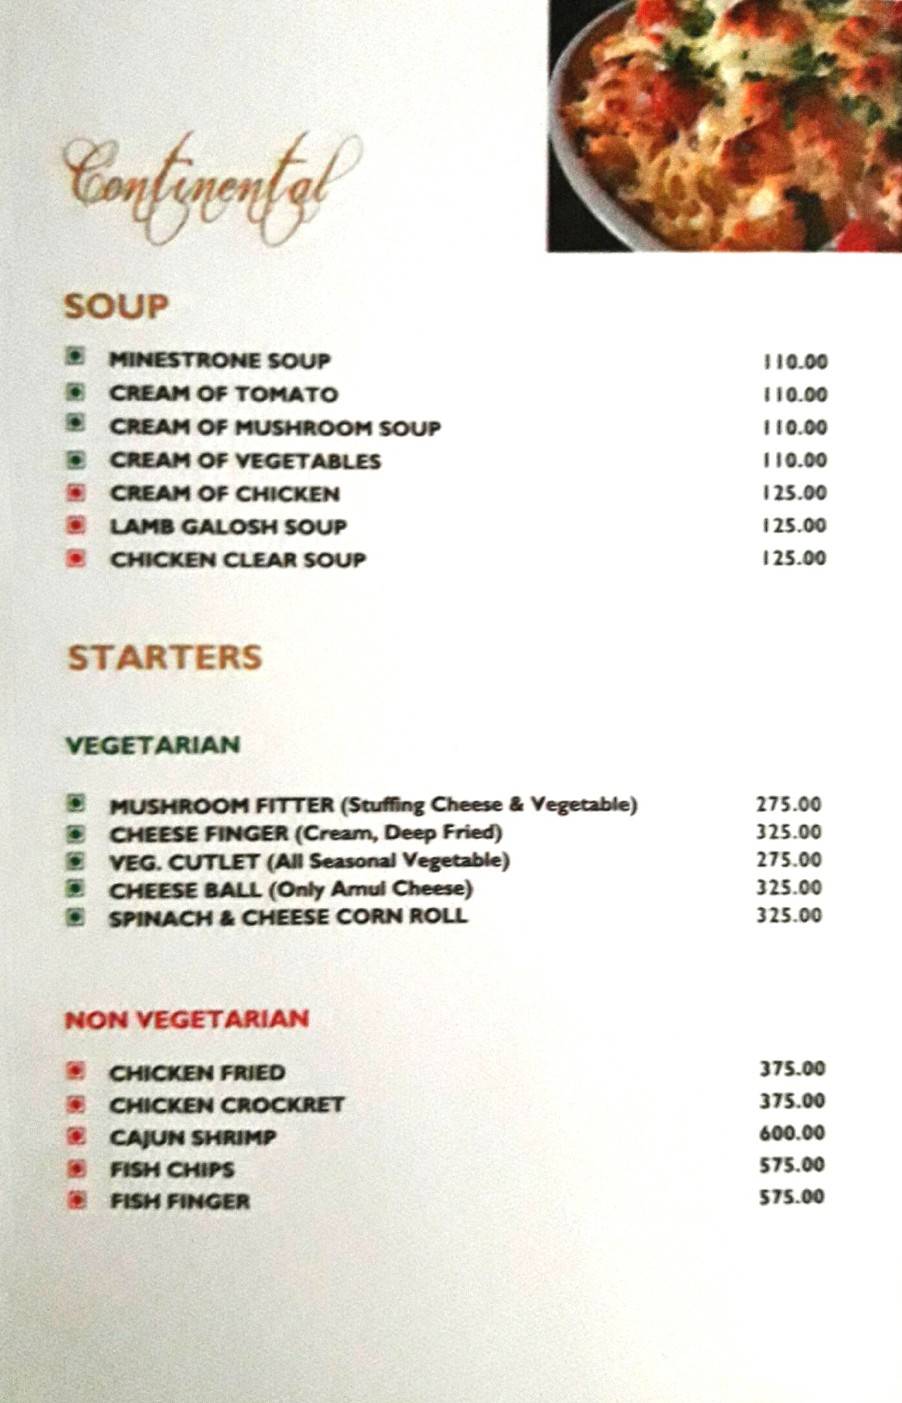 Continental
SOUP
MINESTRONE SOUP 110.00
CREAM OF TOMATO 110.00
CREAM OF MUSHROOM SOUP 110.00
CREAM OF VEGETABLES 110.00
CREAM OF CHICKEN 125.00
LAMB GALOSH SOUP 125.00
CHICKEN CLEAR SOUP 125.00
STARTERS
VEGETARIAN
MUSHROOM FITTER (Stuffing Cheese & Vegetable) 275.00
CHEESE FINGER (Cream, Deep Fried) 325.00
VEG. CUTLET (All Seasonal Vegetable) 275.00
CHEESE BALL (Only Amul Cheese) 325.00
SPINACH & CHEESE CORN ROLL 325.00
NON VEGETARIAN
CHICKEN FRIED 375.00
CHICKEN CROCKRET 375.00
CAJUN SHRIMP 600.00
FISH CHIPS 575.00
FISH FINGER 575.00